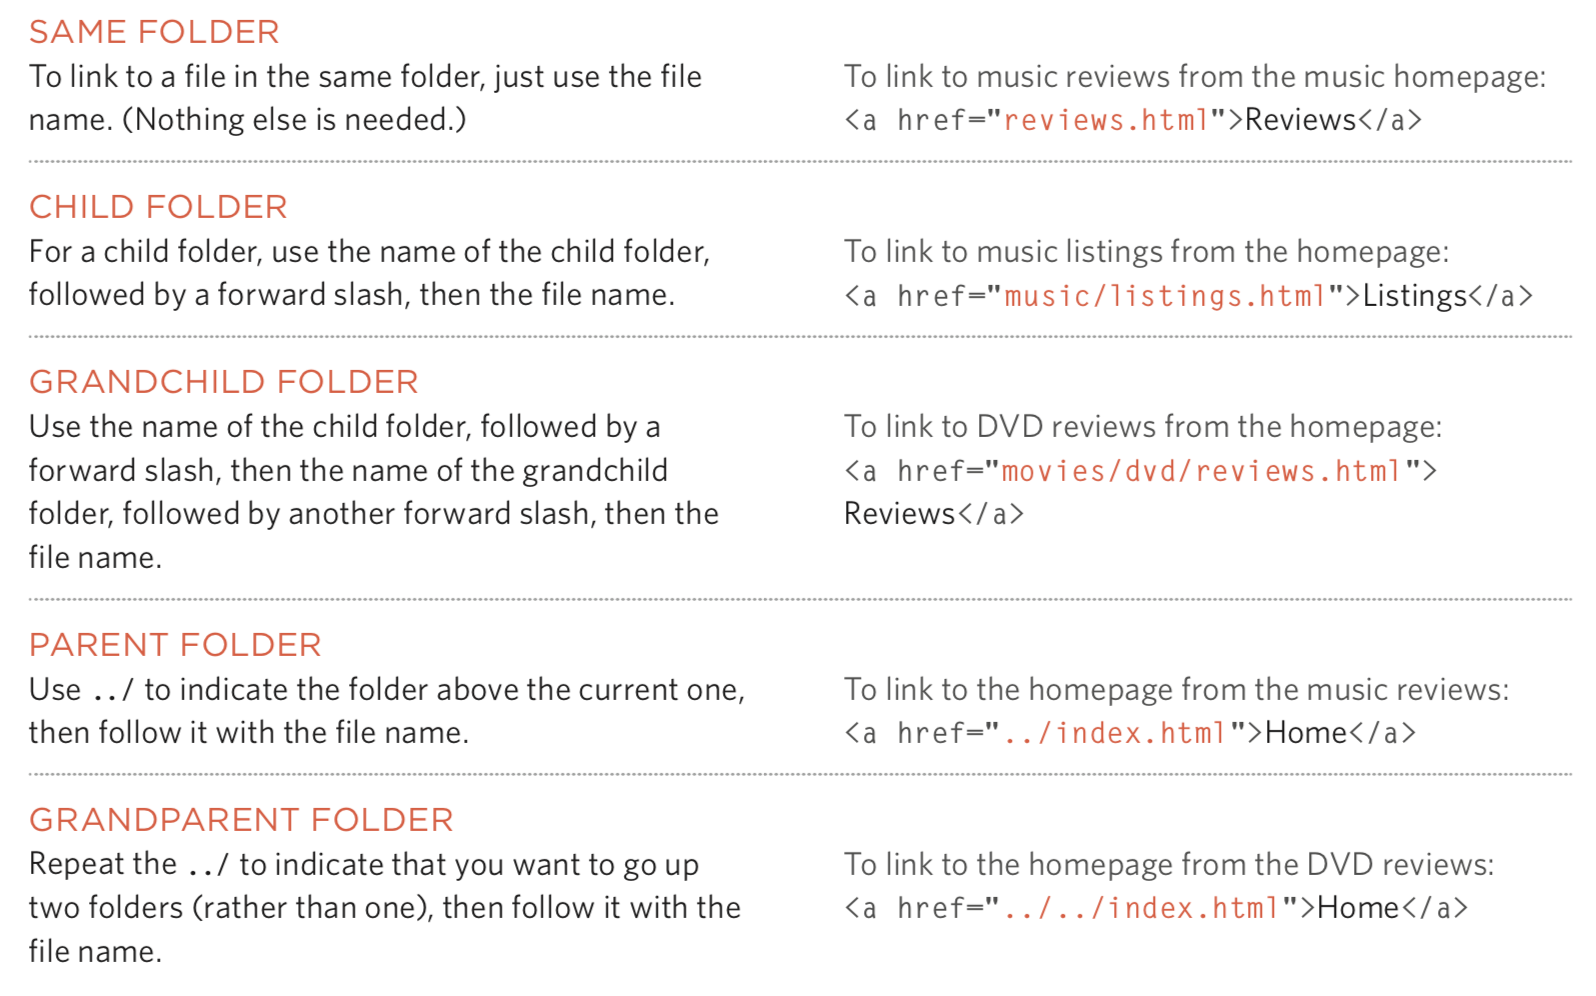 SAME FOLDER
To link to a file in the same folder, just use the file
name. (Nothing else is needed.)
To link to music reviews from the music homepage:
<a href="reviews.html">Reviews</a>
CHILD FOLDER
For a child folder, use the name of the child folder,
followed by a forward slash, then the file name.
To link to music listings from the homepage:
<a href="music/listings.html">Listings</a>
GRANDCHILD FOLDER
Use the name of the child folder, followed by a
forward slash, then the name of the grandchild
folder, followed by another forward slash, then the
file name.
To link to DVD reviews from the homepage:
<a href="movies/dvd/reviews.html">
Reviews</a>
PARENT FOLDER
Use ../ to indicate the folder above the current one,
then follow it with the file name.
To link to the homepage from the music reviews:
<a href="../index.html">Home</a>
GRANDPARENT FOLDER
Repeat the ../ to indicate that you want to go up
two folders (rather than one), then follow it with the
file name.
To link to the homepage from the DVD reviews:
<a href="../../index.html">Home</a>